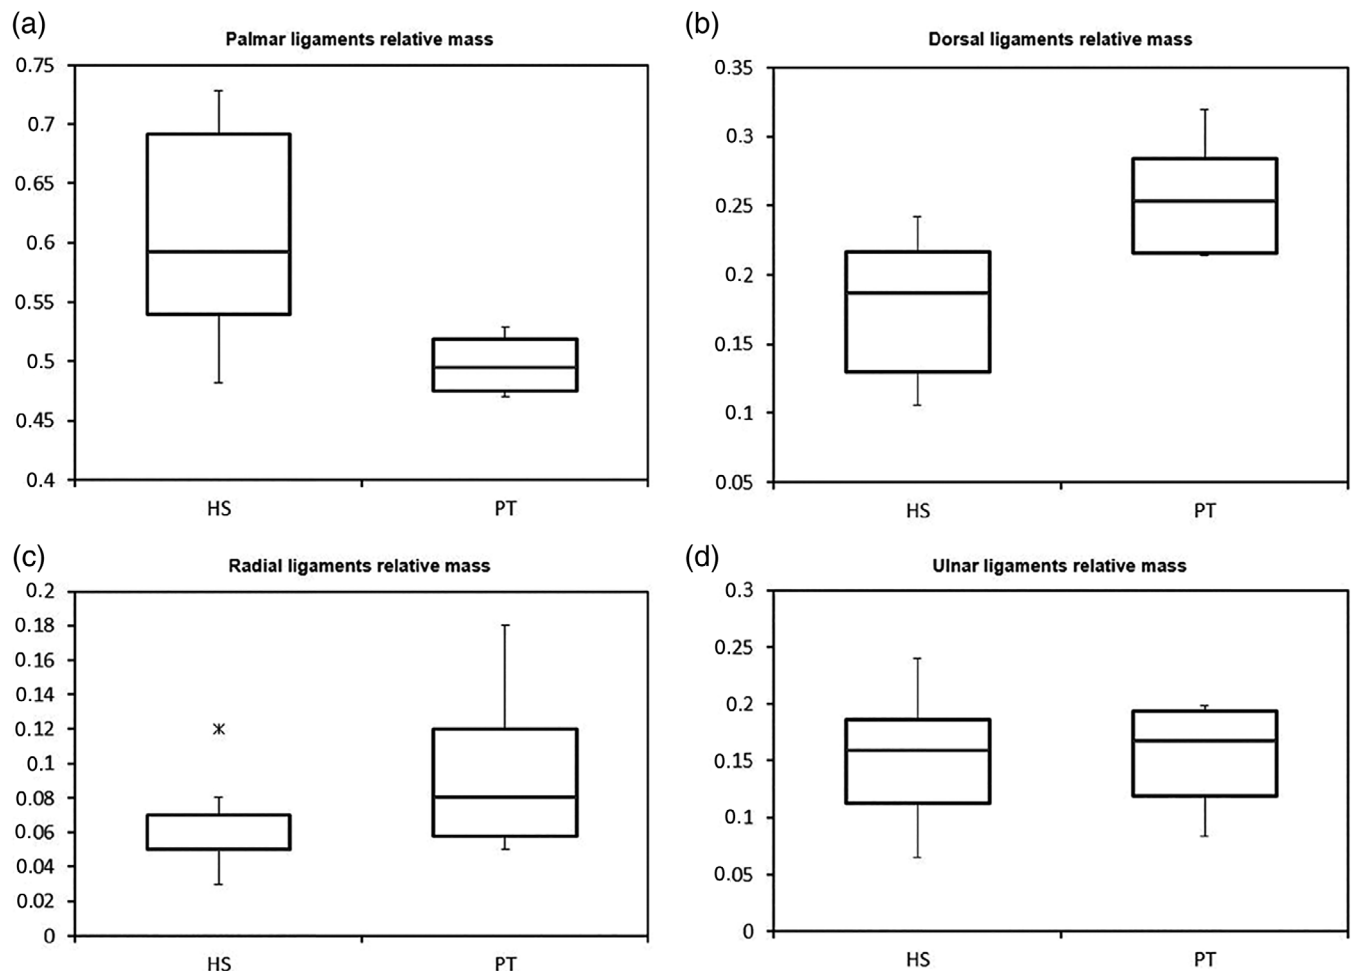 (a)
Palmar ligaments relative mass
0.75
0.7
0.65
0.6
0.55
0.5
0.45
0.4
HS PT
(b)
Dorsal ligaments relative mass
0.35
0.3
0.25
0.2
0.15
0.1
0.05
HS PT
(c)
Radial ligaments relative mass
0.2
0.18
0.16
0.14
0.12
0.1
0.08
0.06
0.04
0.02
0
HS PT
(d)
Ulnar ligaments relative mass
0.3
0.25
0.2
0.15
0.1
0.05
0
HS PT